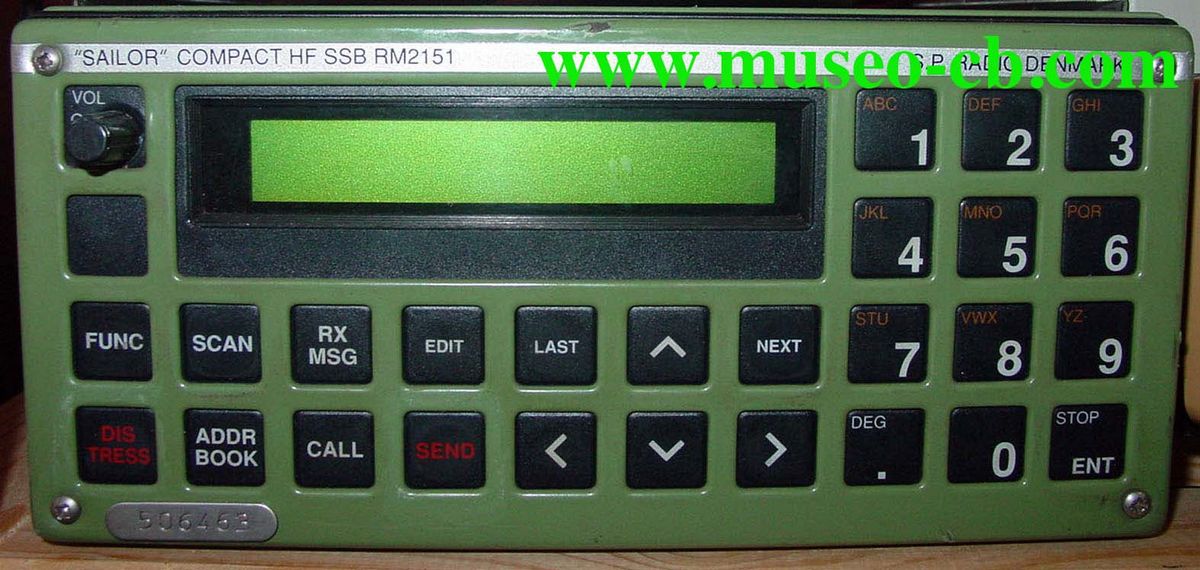 "SAILOR" COMPACT HF SSB RM2151
S.P. RADIO DENMARK
www.museo-cb.com
VOL
ABC 1
DEF 2
GHI 3
JKL 4
MNO 5
PQR 6
FUNC
SCAN
RX
MSG
EDIT
LAST
NEXT
STU 7
VWX 8
YZ 9
DIS
TRESS
ADDR
BOOK
CALL
SEND
<
>
DEG .
0
STOP
ENT
506463